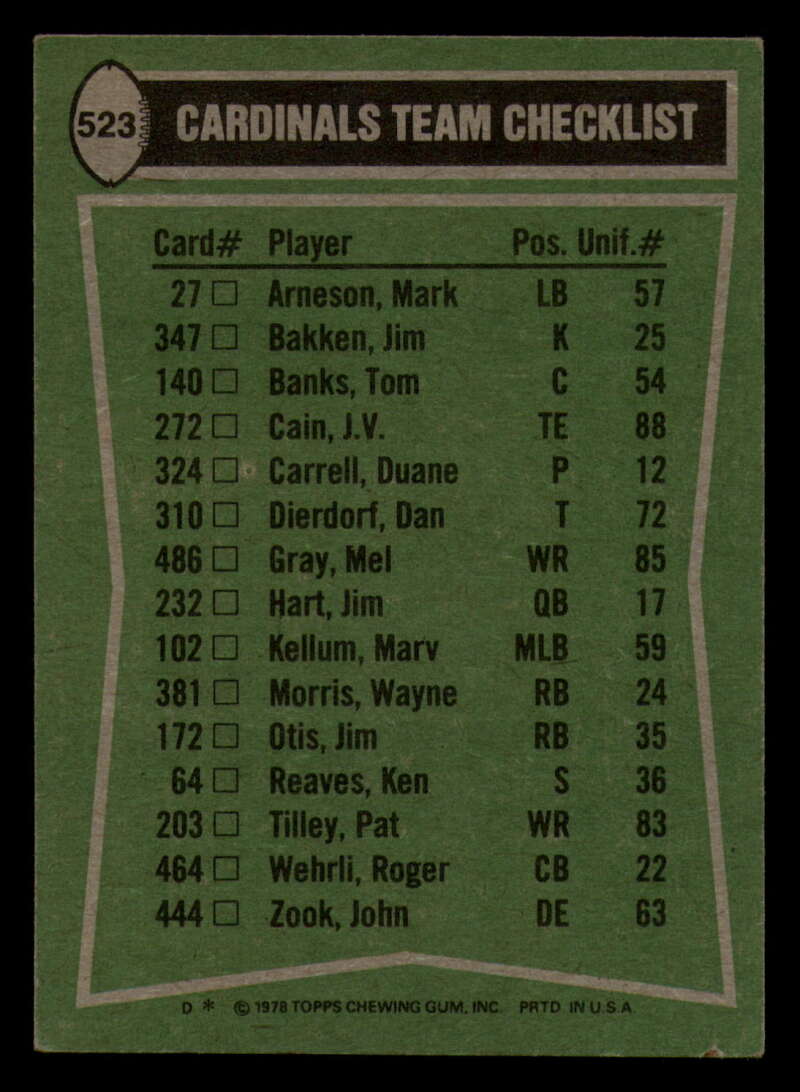 523 CARDINALS TEAM CHECKLIST
Card# Player Pos. Unif.#
27 □ Arneson, Mark LB 57
347 □ Bakken, Jim K 25
140 □ Banks, Tom C 54
272 □ Cain, J.V. TE 88
324 □ Carrell, Duane P 12
310 □ Dierdorf, Dan T 72
486 □ Gray, Mel WR 85
232 □ Hart, Jim QB 17
102 □ Kellum, Marv MLB 59
381 □ Morris, Wayne RB 24
172 □ Otis, Jim RB 35
64 □ Reaves, Ken S 36
203 □ Tilley, Pat WR 83
464 □ Wehrli, Roger CB 22
444 □ Zook, John DE 63
D * © 1978 TOPPS CHEWING GUM, INC. PRTD. IN U.S.A.